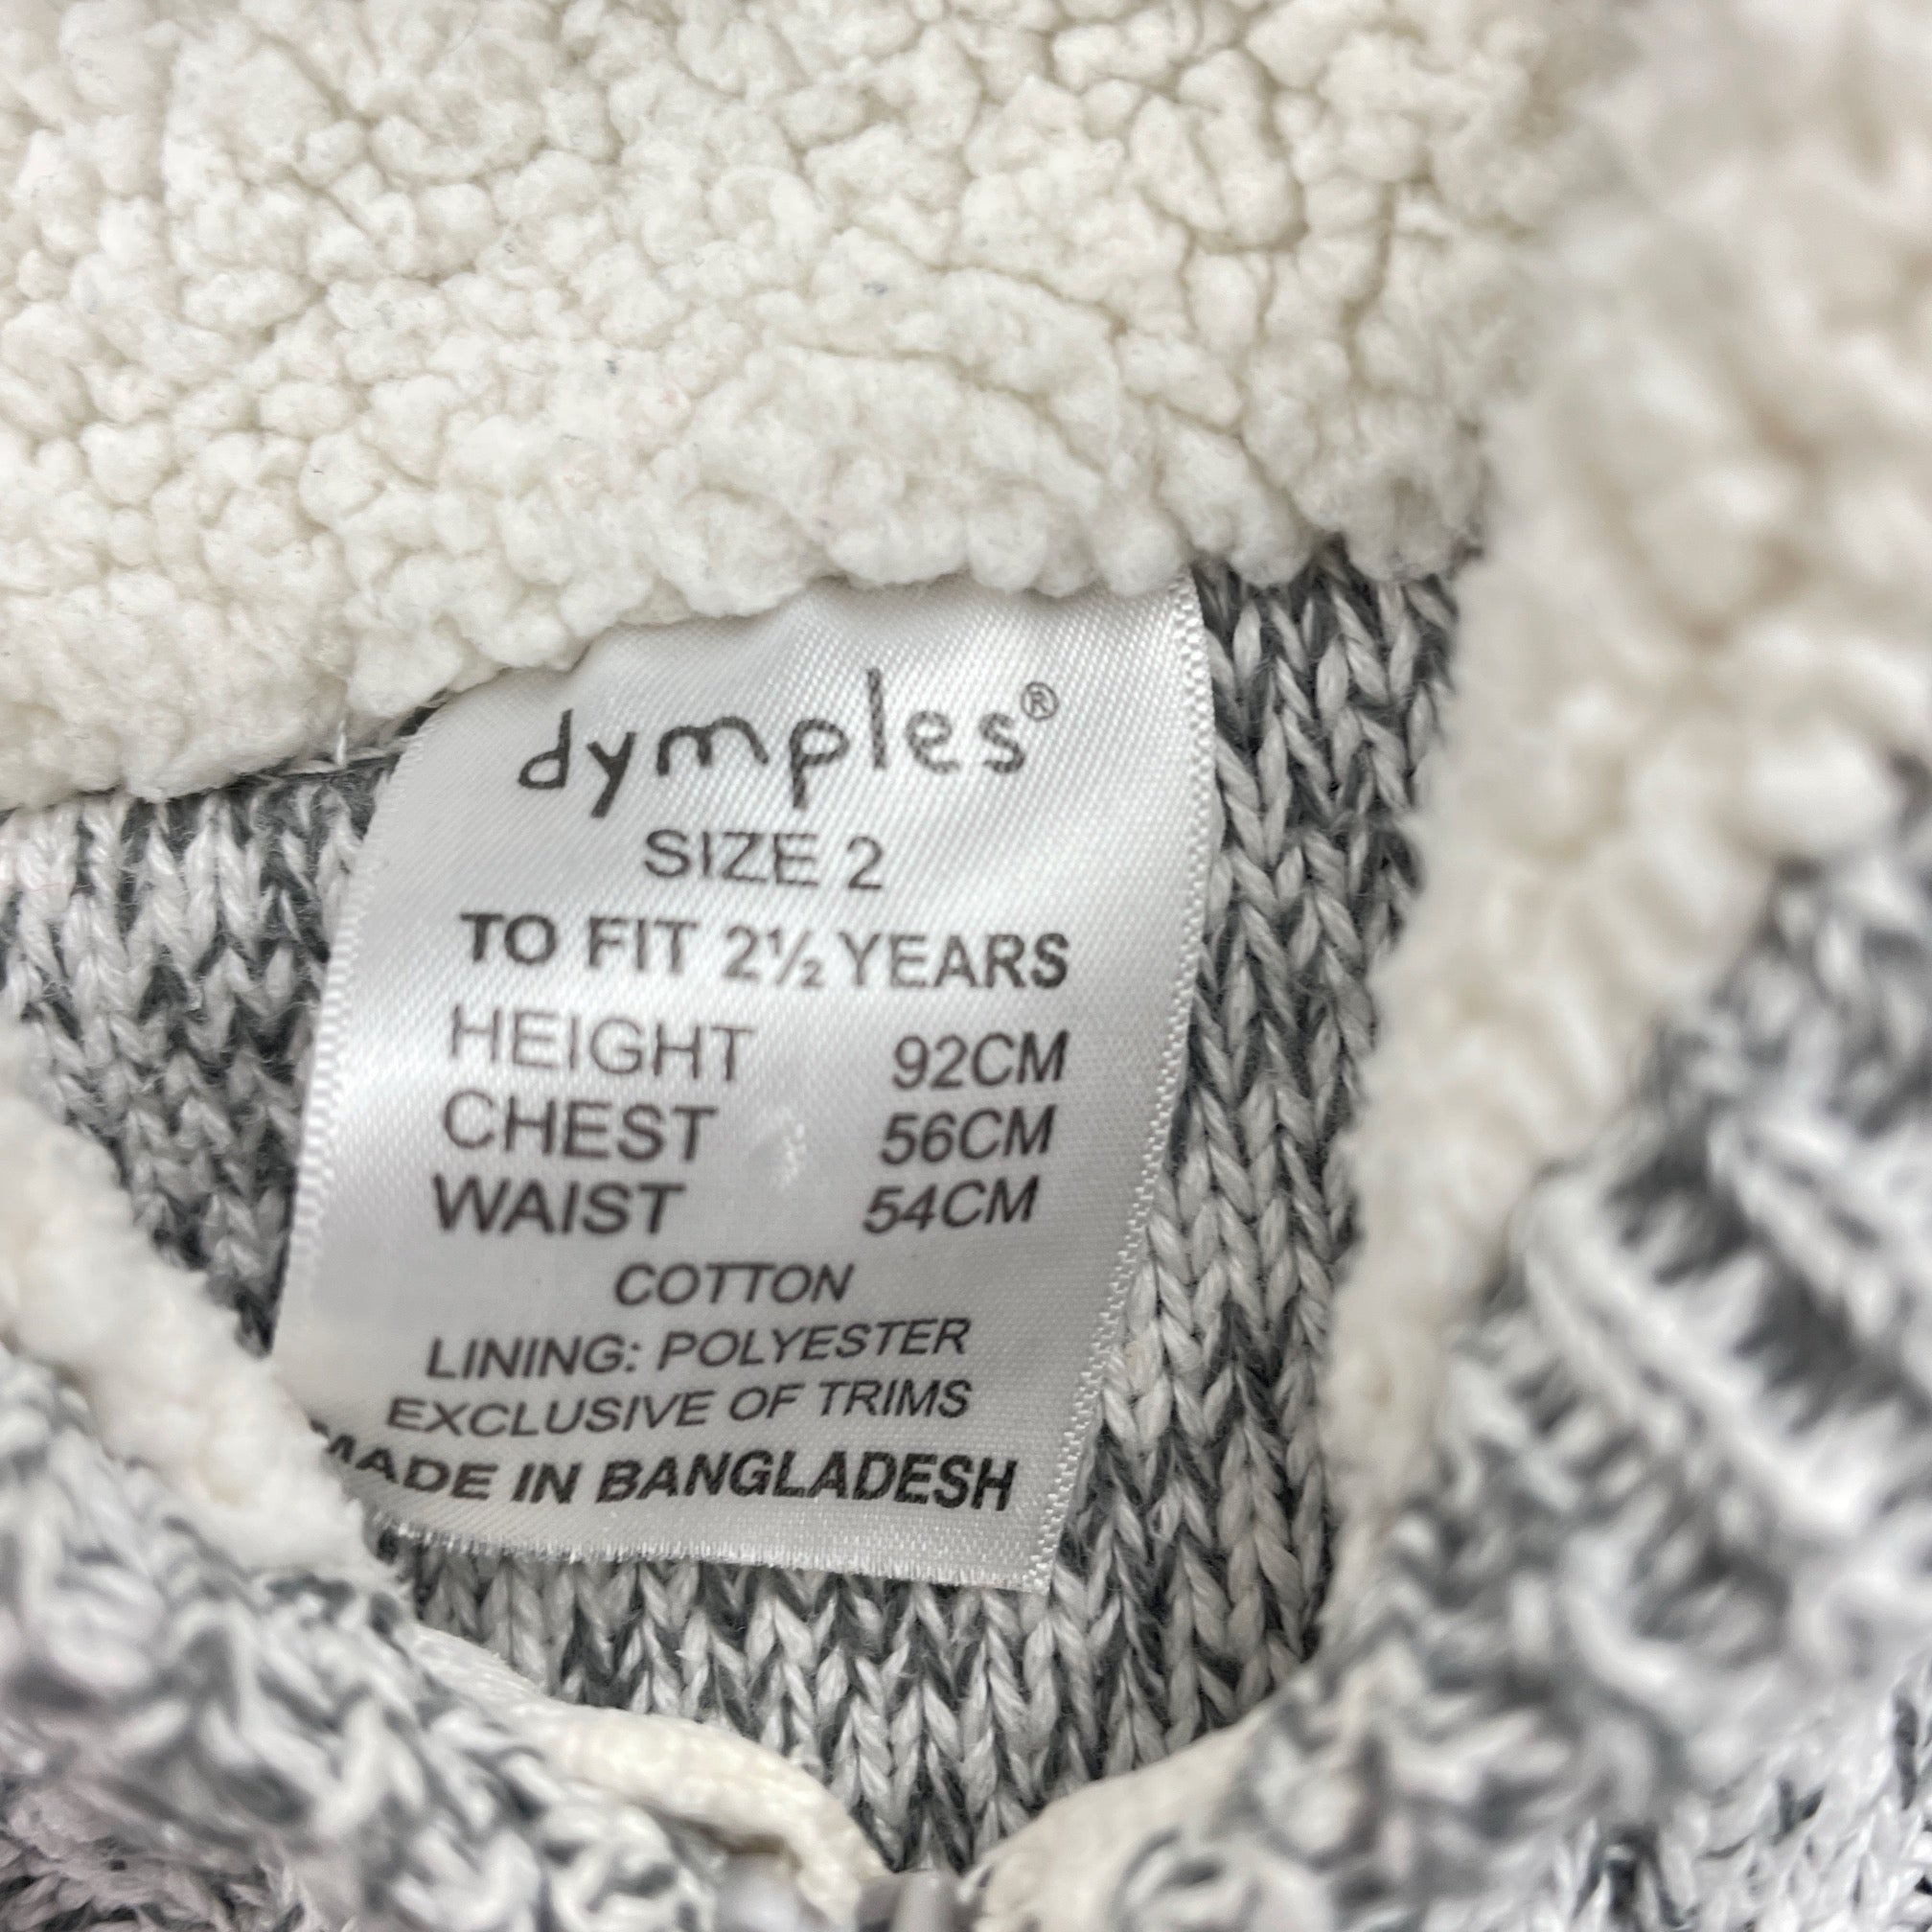 dymples®
SIZE 2
TO FIT 2½ YEARS
HEIGHT 92CM
CHEST 56CM
WAIST 54CM
COTTON
LINING: POLYESTER
EXCLUSIVE OF TRIMS
MADE IN BANGLADESH